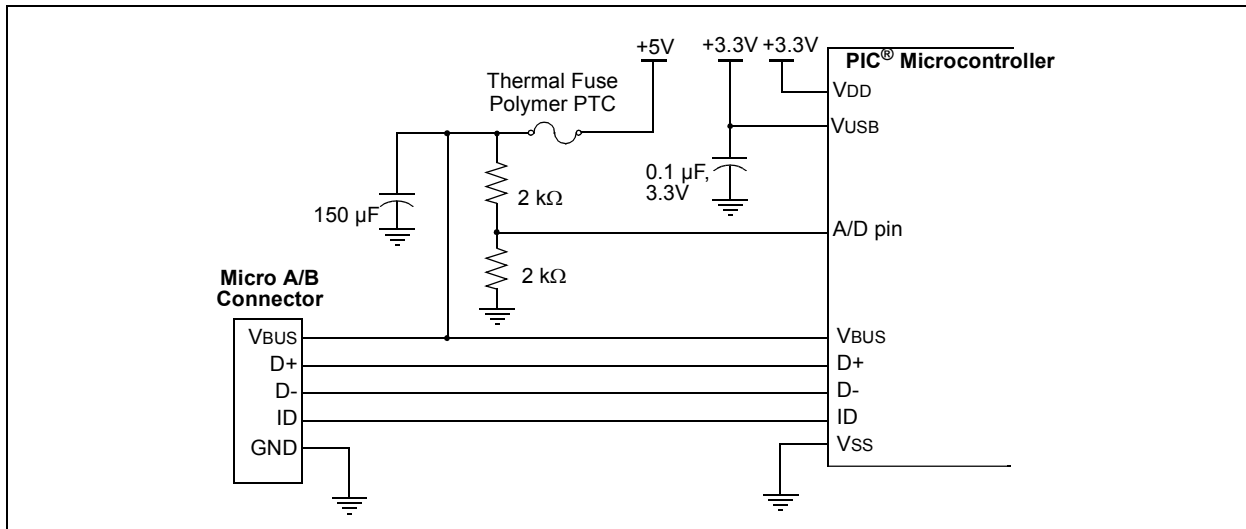 +5V
+3.3V
+3.3V
PIC® Microcontroller
VDD
Thermal Fuse
Polymer PTC
VUSB
0.1 µF,
3.3V
2 kΩ
150 µF
A/D pin
2 kΩ
Micro A/B
Connector
VBUS
D+
D-
ID
GND
VBUS
D+
D-
ID
VSS